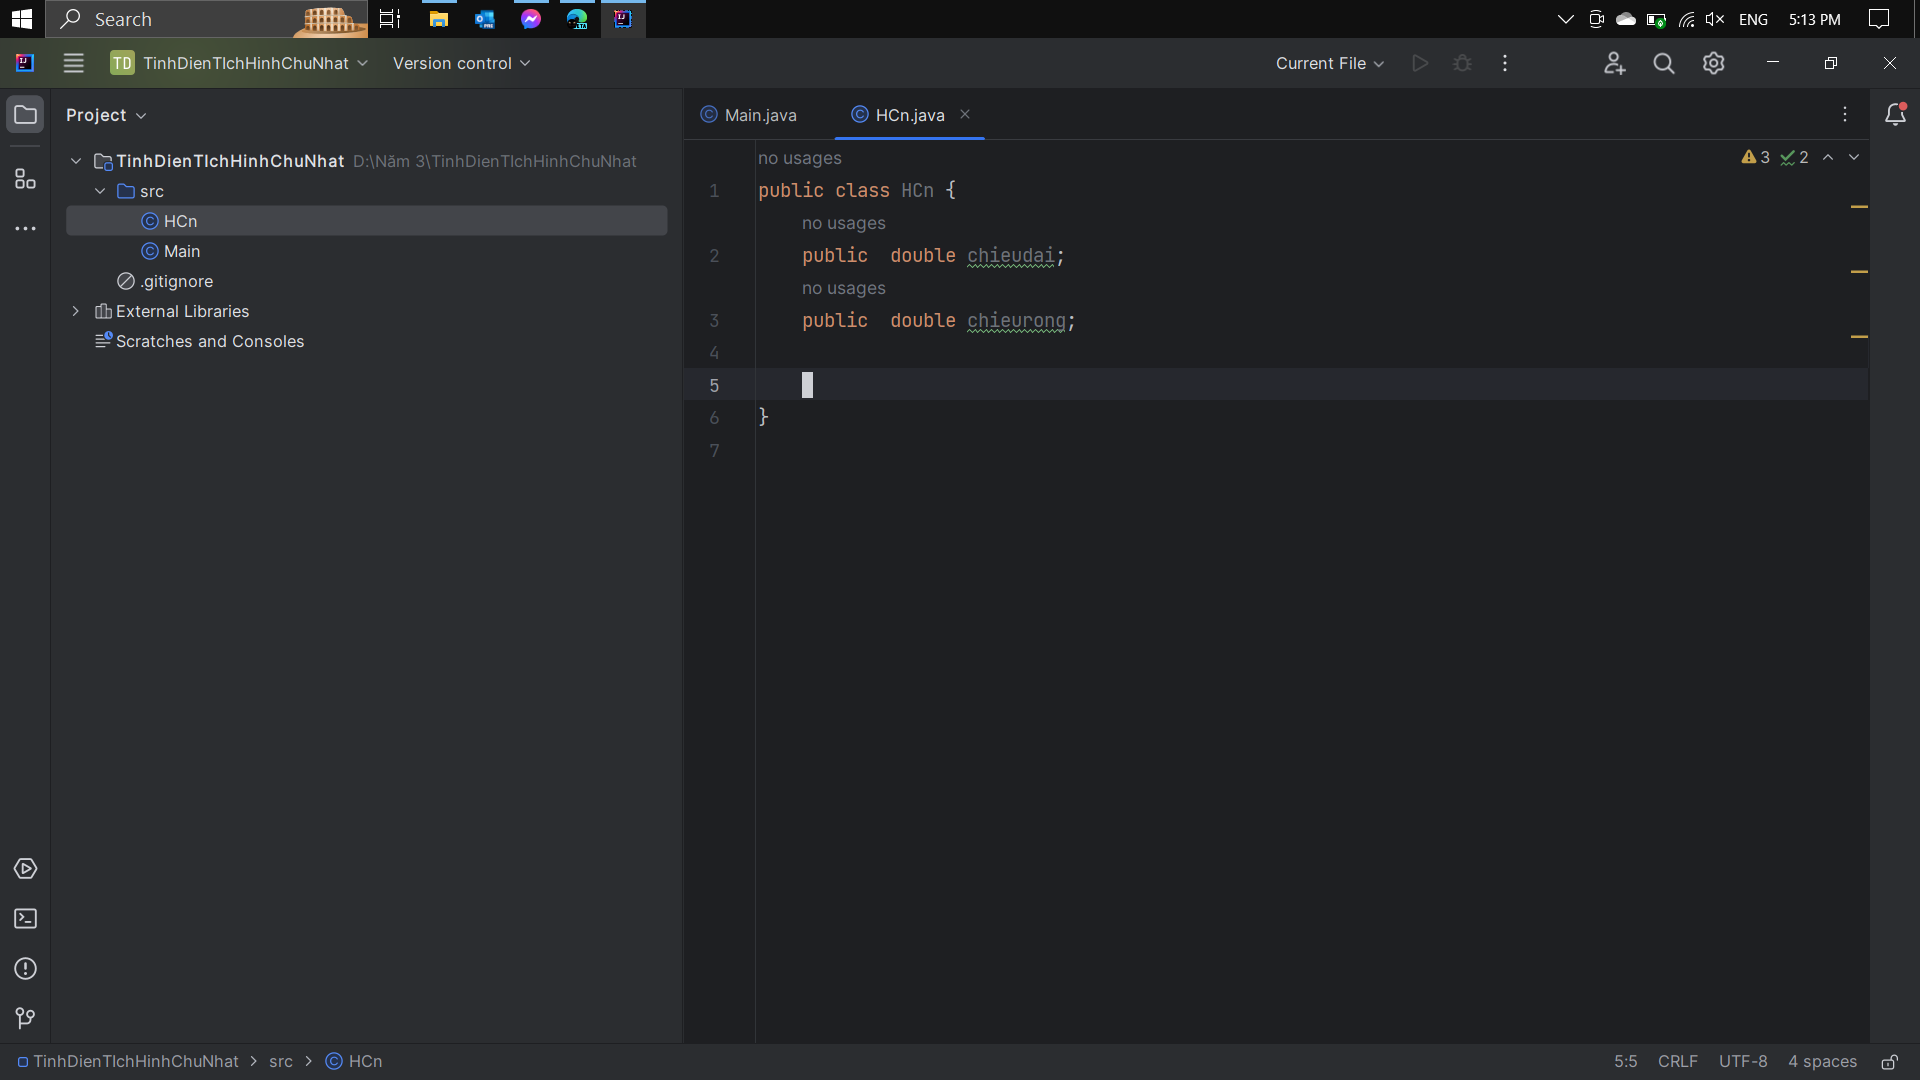 Search
ENG
5:13 PM
TD
TinhDienTIchHinhChuNhat
Version control
Current File
Project
Main.java
HCn.java
TinhDienTIchHinhChuNhat D:\Năm 3\TinhDienTIchHinhChuNhat
src
HCn
Main
.gitignore
External Libraries
Scratches and Consoles
no usages
3
2
1 public class HCn {
no usages
2 public  double chieudai;
no usages
3 public  double chieurong;
4
5
6 }
7
TinhDienTIchHinhChuNhat > src > HCn
5:5 CRLF UTF-8 4 spaces